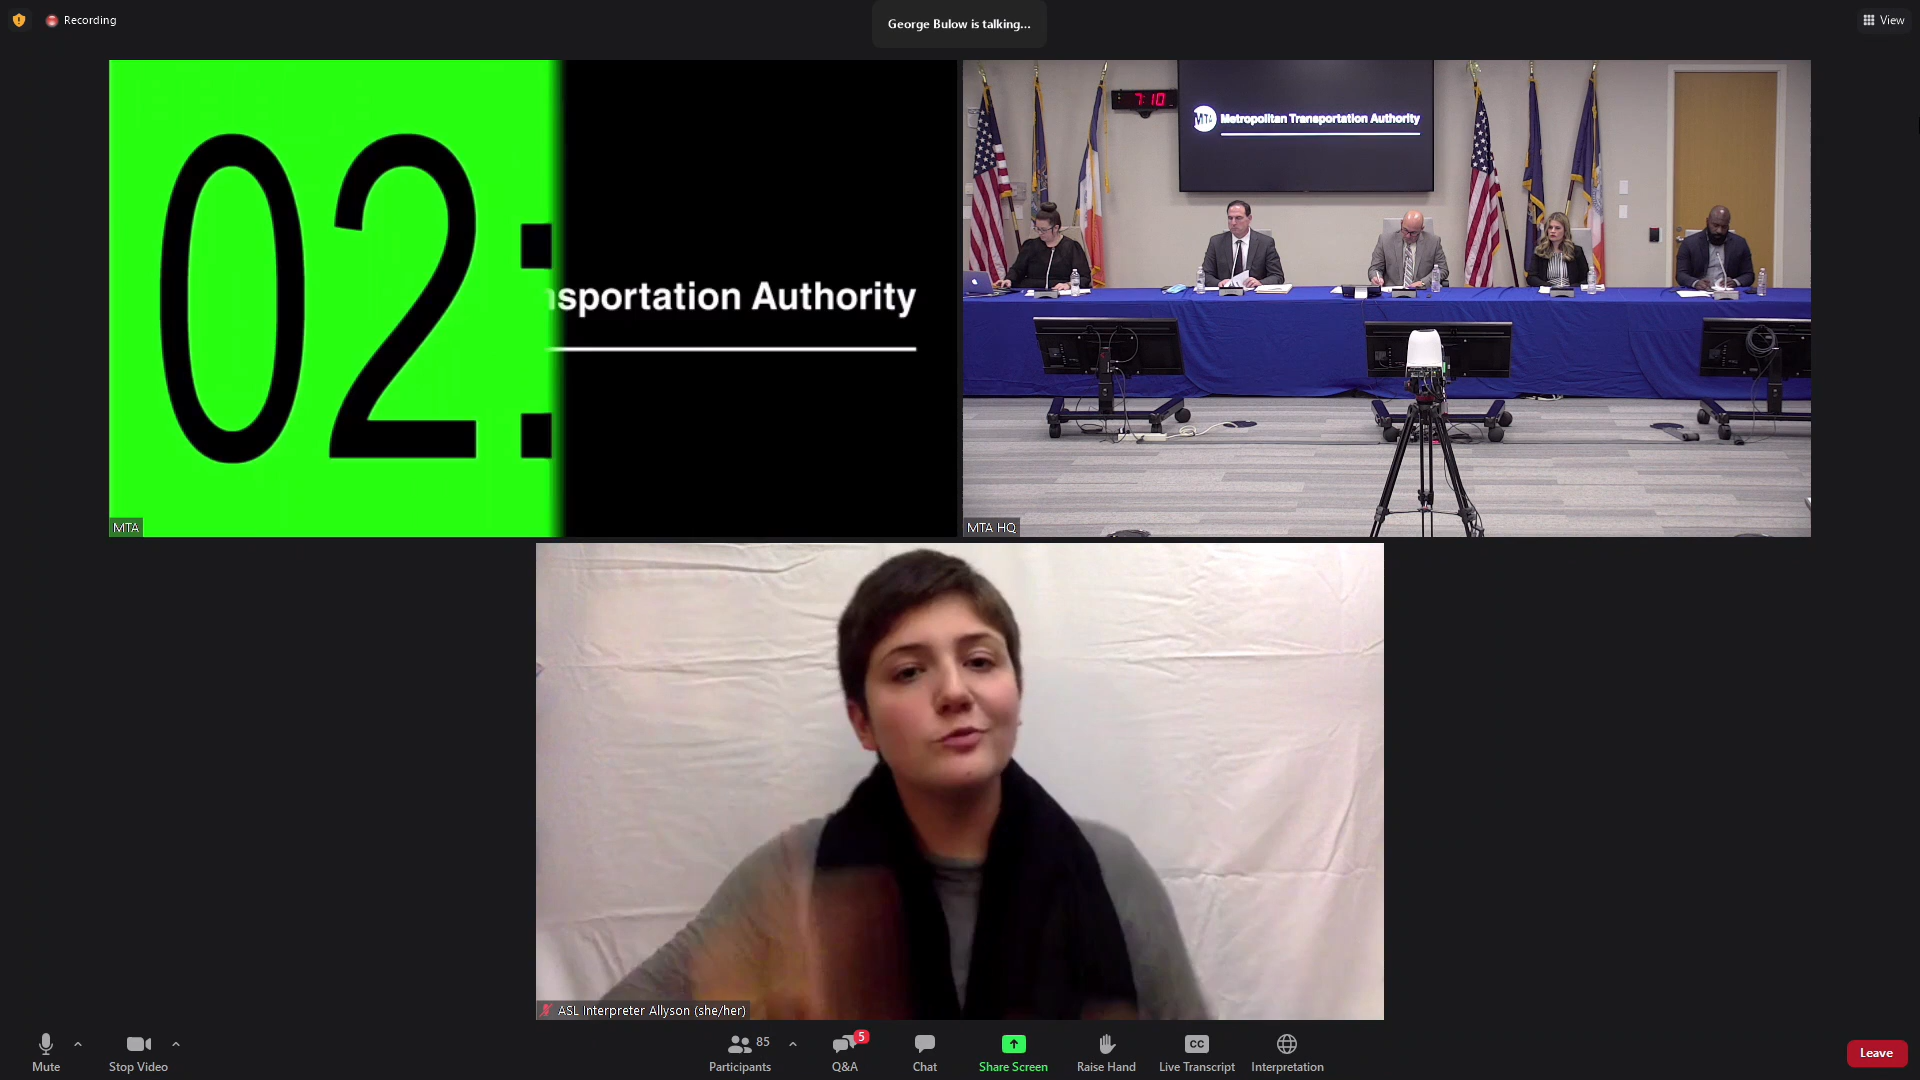 Recording
George Bulow is talking...
View
02:
nsportation Authority
MTA
7:10
MTA Metropolitan Transportation Authority
MTA HQ
ASL Interpreter Allyson (she/her)
Mute
Stop Video
85
Participants
5
Q&A
Chat
Share Screen
Raise Hand
CC
Live Transcript
Interpretation
Leave